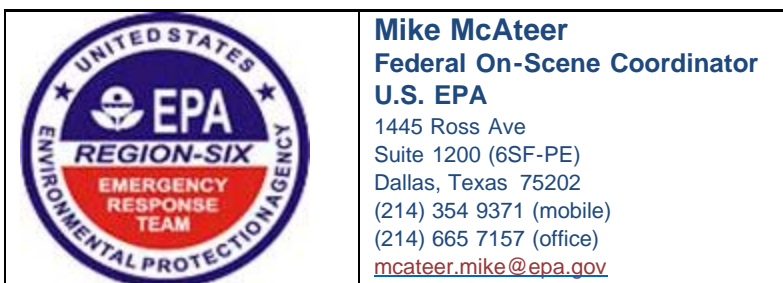 UNITED STATES
ENVIRONMENTAL PROTECTION AGENCY
EPA
REGION-SIX
EMERGENCY
RESPONSE
TEAM
Mike McAteer
Federal On-Scene Coordinator
U.S. EPA
1445 Ross Ave
Suite 1200 (6SF-PE)
Dallas, Texas 75202
(214) 354 9371 (mobile)
(214) 665 7157 (office)
mcateer.mike@epa.gov